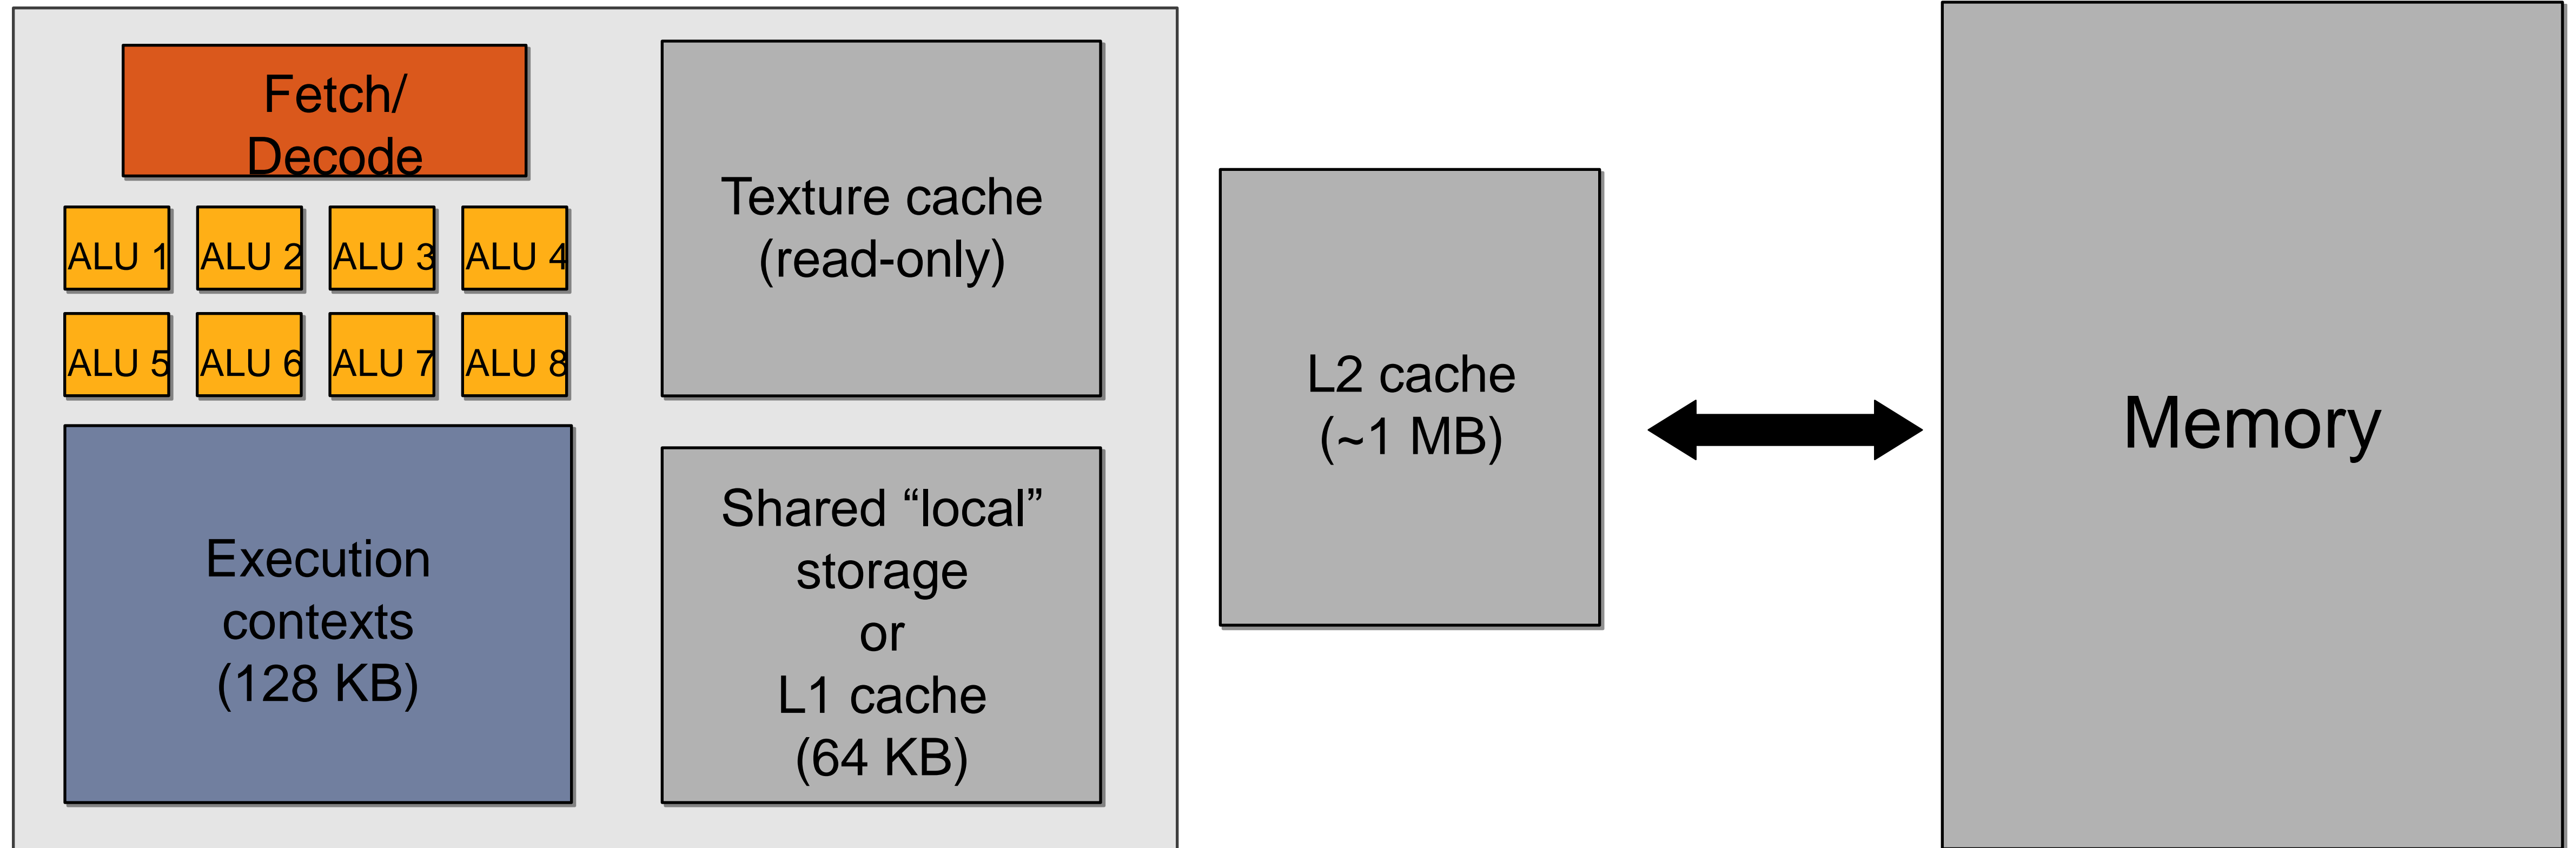 Fetch/
Decode
ALU 1
ALU 2
ALU 3
ALU 4
ALU 5
ALU 6
ALU 7
ALU 8
Execution
contexts
(128 KB)
Texture cache
(read-only)
Shared “local”
storage
or
L1 cache
(64 KB)
L2 cache
(~1 MB)
Memory